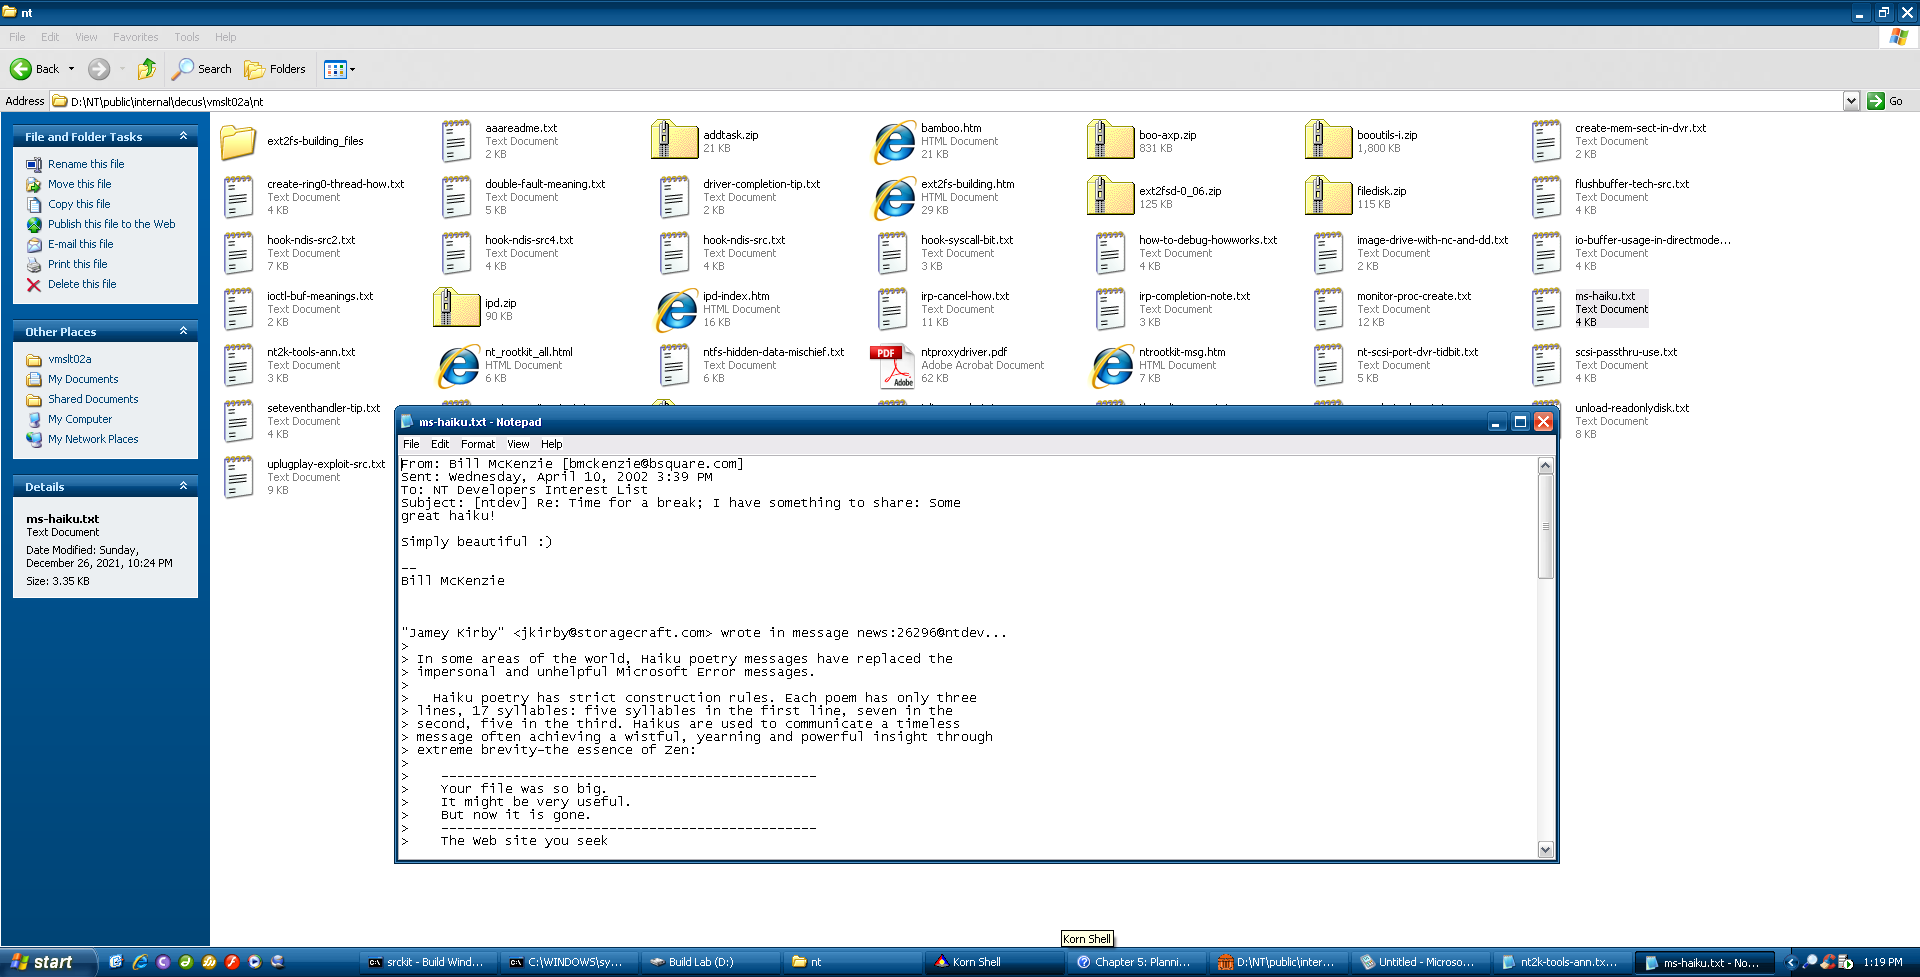 nt
File Edit View Favorites Tools Help
Back Search Folders
Address D:\NT\public\internal\decus\vmslt02a\nt Go
File and Folder Tasks
Rename this file
Move this file
Copy this file
Publish this file to the Web
E-mail this file
Print this file
Delete this file
Other Places
vmslt02a
My Documents
Shared Documents
My Computer
My Network Places
Details
ms-haiku.txt
Text Document
Date Modified: Sunday,
December 26, 2021, 10:24 PM
Size: 3.35 KB
ext2fs-building_files
aaareadme.txt
Text Document
2 KB
addtask.zip
21 KB
bamboo.htm
HTML Document
21 KB
boo-axp.zip
831 KB
booutils-i.zip
1,800 KB
create-mem-sect-in-dvr.txt
Text Document
2 KB
create-ring0-thread-how.txt
Text Document
4 KB
double-fault-meaning.txt
Text Document
5 KB
driver-completion-tip.txt
Text Document
2 KB
ext2fs-building.htm
HTML Document
29 KB
ext2fsd-0_06.zip
125 KB
filedisk.zip
115 KB
flushbuffer-tech-src.txt
Text Document
4 KB
hook-ndis-src2.txt
Text Document
7 KB
hook-ndis-src4.txt
Text Document
4 KB
hook-ndis-src.txt
Text Document
4 KB
hook-syscall-bit.txt
Text Document
3 KB
how-to-debug-howworks.txt
Text Document
4 KB
image-drive-with-nc-and-dd.txt
Text Document
2 KB
io-buffer-usage-in-directmode...
Text Document
4 KB
ioctl-buf-meanings.txt
Text Document
2 KB
ipd.zip
90 KB
ipd-index.htm
HTML Document
16 KB
irp-cancel-how.txt
Text Document
11 KB
irp-completion-note.txt
Text Document
3 KB
monitor-proc-create.txt
Text Document
12 KB
ms-haiku.txt
Text Document
4 KB
nt2k-tools-ann.txt
Text Document
3 KB
nt_rootkit_all.html
HTML Document
6 KB
ntfs-hidden-data-mischief.txt
Text Document
6 KB
PDF
Adobe
ntproxydriver.pdf
Adobe Acrobat Document
62 KB
ntrootkit-msg.htm
HTML Document
7 KB
nt-scsi-port-dvr-tidbit.txt
Text Document
5 KB
scsi-passthru-use.txt
Text Document
4 KB
seteventhandler-tip.txt
Text Document
4 KB
unload-readonlydisk.txt
Text Document
8 KB
uplugplay-exploit-src.txt
Text Document
9 KB
ms-haiku.txt - Notepad
File Edit Format View Help
From: Bill McKenzie [bmckenzie@bsquare.com]
Sent: Wednesday, April 10, 2002 3:39 PM
To: NT Developers Interest List
Subject: [ntdev] Re: Time for a break; I have something to share: Some
great haiku!
Simply beautiful :)
--
Bill McKenzie
"Jamey Kirby" <jkirby@storagecraft.com> wrote in message news:26296@ntdev...
>
> In some areas of the world, Haiku poetry messages have replaced the
> impersonal and unhelpful Microsoft Error messages.
>
>   Haiku poetry has strict construction rules. Each poem has only three
> lines, 17 syllables: five syllables in the first line, seven in the
> second, five in the third. Haikus are used to communicate a timeless
> message often achieving a wistful, yearning and powerful insight through
> extreme brevity-the essence of Zen:
>
>    -----------------------------------------------
>    Your file was so big.
>    It might be very useful.
>    But now it is gone.
>    -----------------------------------------------
>    The Web site you seek
Korn Shell
start
srckit - Build Wind...
C:\WINDOWS\sy...
Build Lab (D:)
nt
Korn Shell
Chapter 5: Planni...
D:\NT\public\inter...
Untitled - Microso...
nt2k-tools-ann.tx...
ms-haiku.txt - No...
1:19 PM